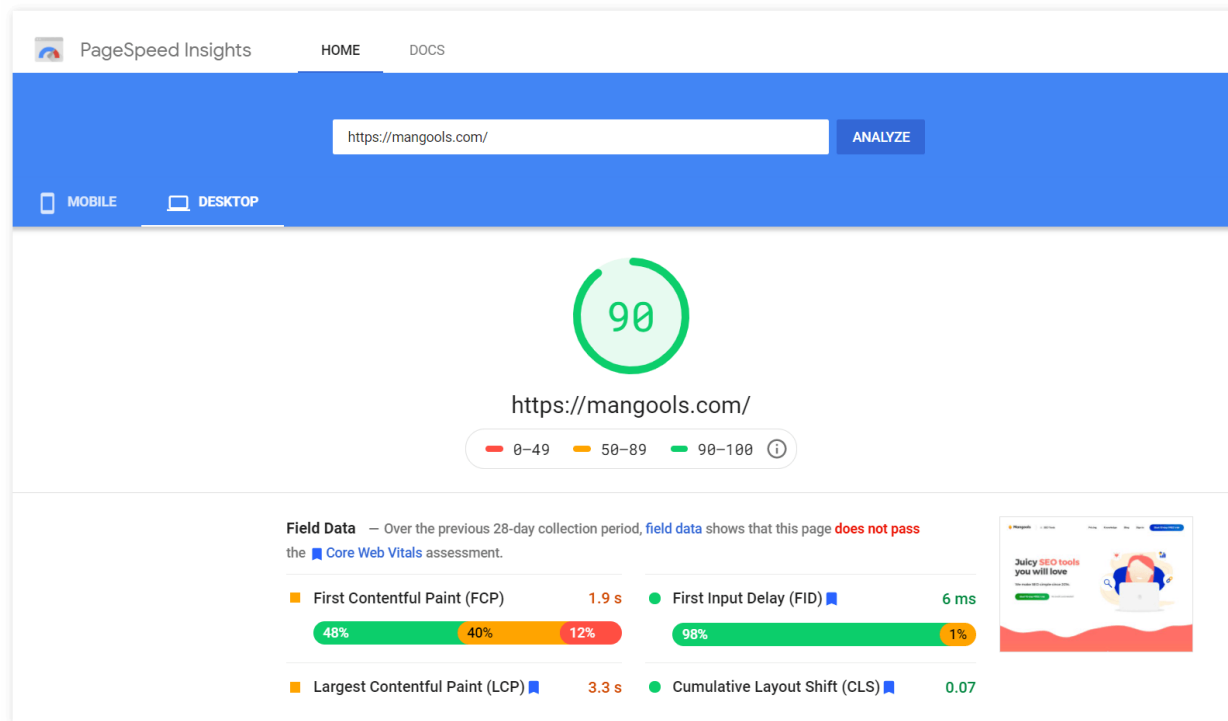 PageSpeed Insights HOME DOCS
https://mangools.com/ ANALYZE
MOBILE DESKTOP
90
https://mangools.com/
0–49 50–89 90–100
Field Data — Over the previous 28-day collection period, field data shows that this page does not pass
the Core Web Vitals assessment.
First Contentful Paint (FCP) 1.9 s
48% 40% 12%
First Input Delay (FID) 6 ms
98% 1%
Largest Contentful Paint (LCP) 3.3 s
Cumulative Layout Shift (CLS) 0.07
Mangools
Juicy SEO tools
you will love